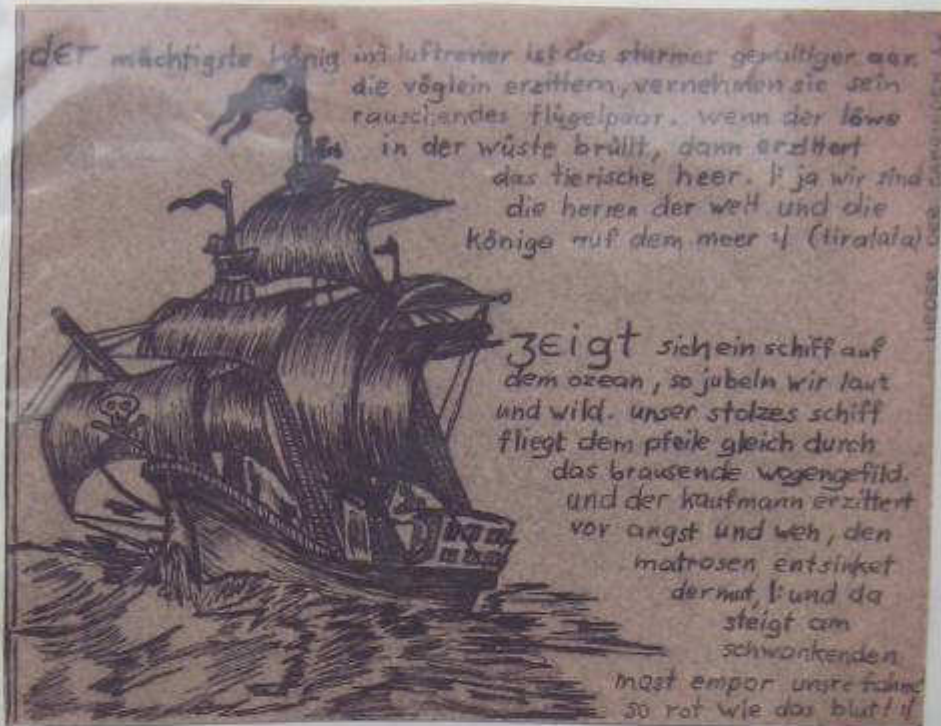 der mächtigste könig im luftrevier ist des sturmes gewaltiger aar.
die vöglein erzittern, vernehmen sie sein
rauschendes flügelpaar. wenn der löwe
in der wüste brüllt, dann erzittert
das tierische heer. |: ja wir sind
die herren der welt und die
könige auf dem meer :| (tiralala)
zeigt sich ein schiff auf
dem ozean, so jubeln wir laut
und wild. unser stolzes schiff
fliegt dem pfeile gleich durch
das brausende wogengefild.
und der kaufmann erzittert
vor angst und weh, den
matrosen entsinket
der mut, |: und da
steigt am
schwankenden
mast empor unsre fahne
so rot wie das blut! :|